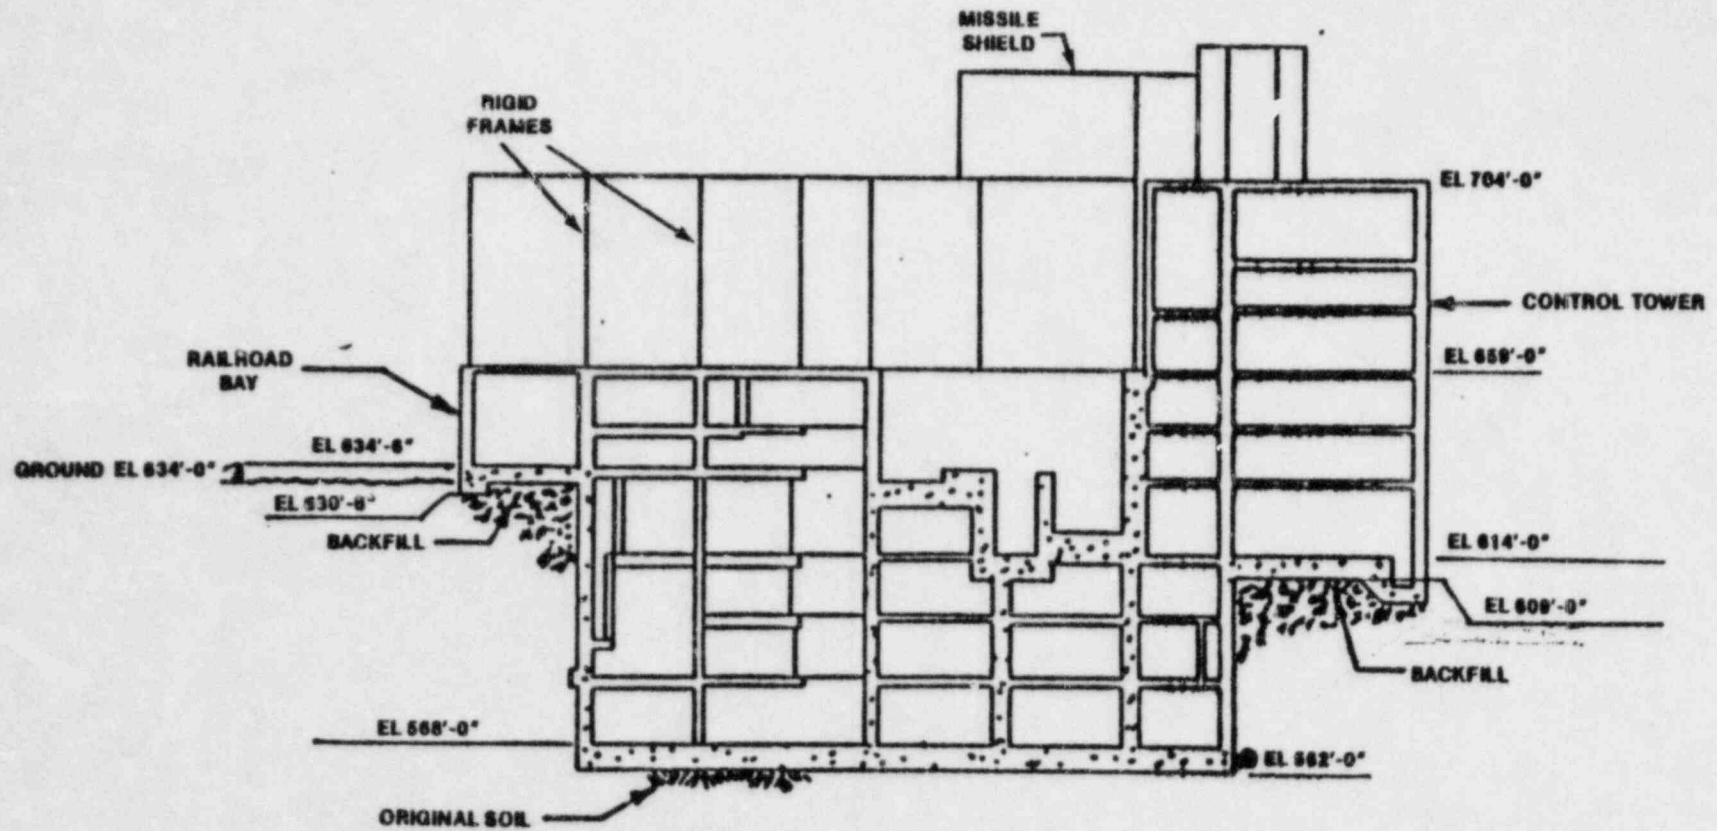 MISSILE
SHIELD
RIGID
FRAMES
EL 704'-0"
CONTROL TOWER
RAILROAD
BAY
EL 659'-0"
EL 634'-6"
GROUND EL 634'-0"
EL 630'-6"
BACKFILL
EL 614'-0"
EL 609'-0"
BACKFILL
EL 568'-0"
EL 562'-0"
ORIGINAL SOIL